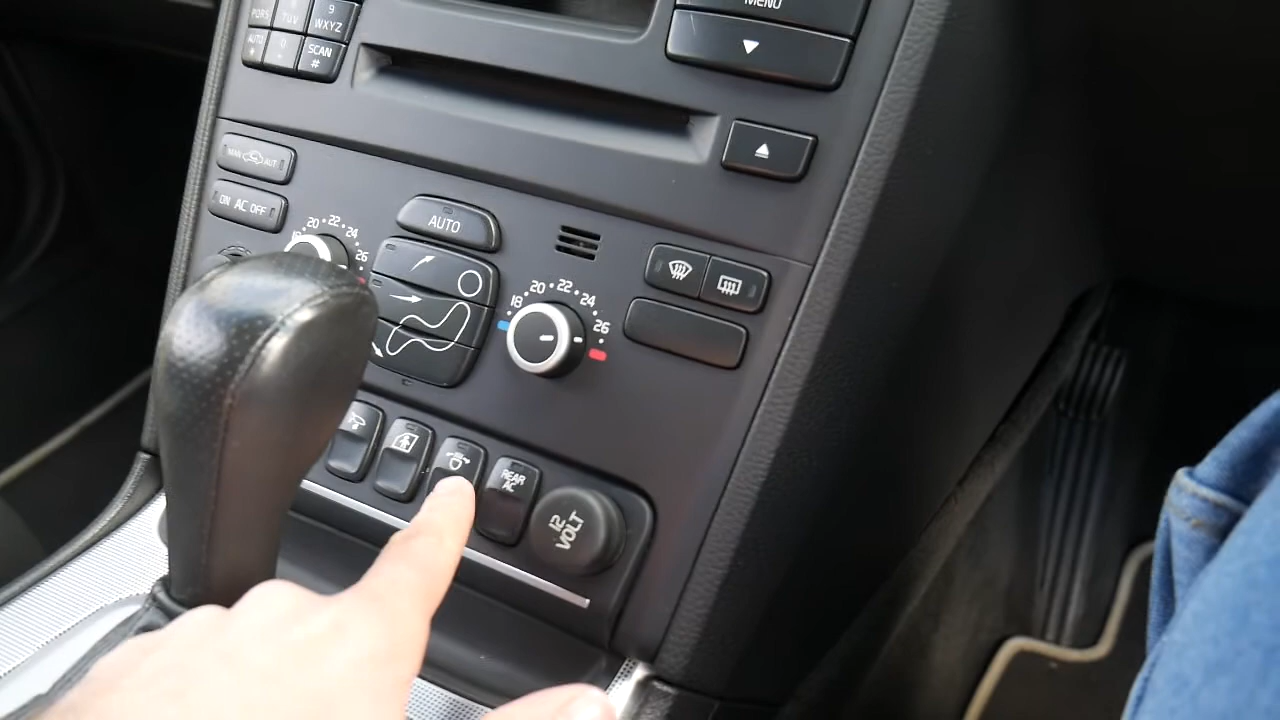 MENU
PQRS
TUV
9
WXYZ
AUTO
*
0
+
SCAN
#
MAN AUT
ON AC OFF
AUTO
20 22 24
26
18 20 22 24
26
REAR
AC
12
VOLT